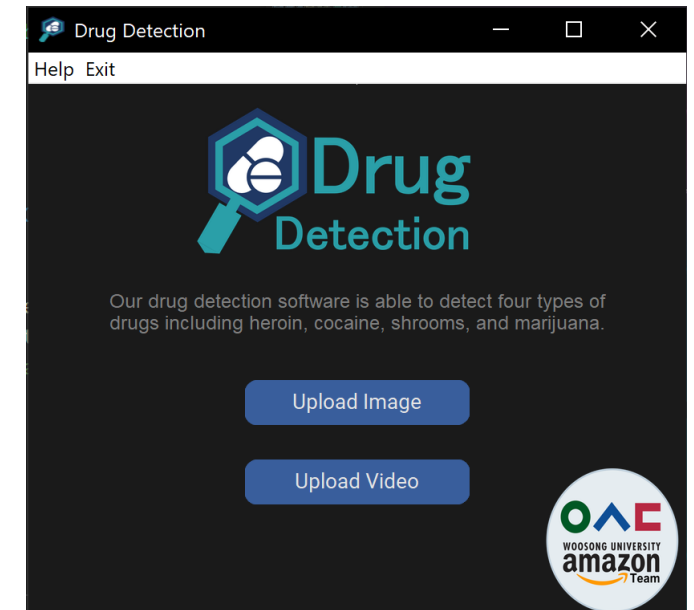 Drug Detection
Help Exit
Drug
Detection
Our drug detection software is able to detect four types of
drugs including heroin, cocaine, shrooms, and marijuana.
Upload Image
Upload Video
WOOSONG UNIVERSITY
amazon
Team